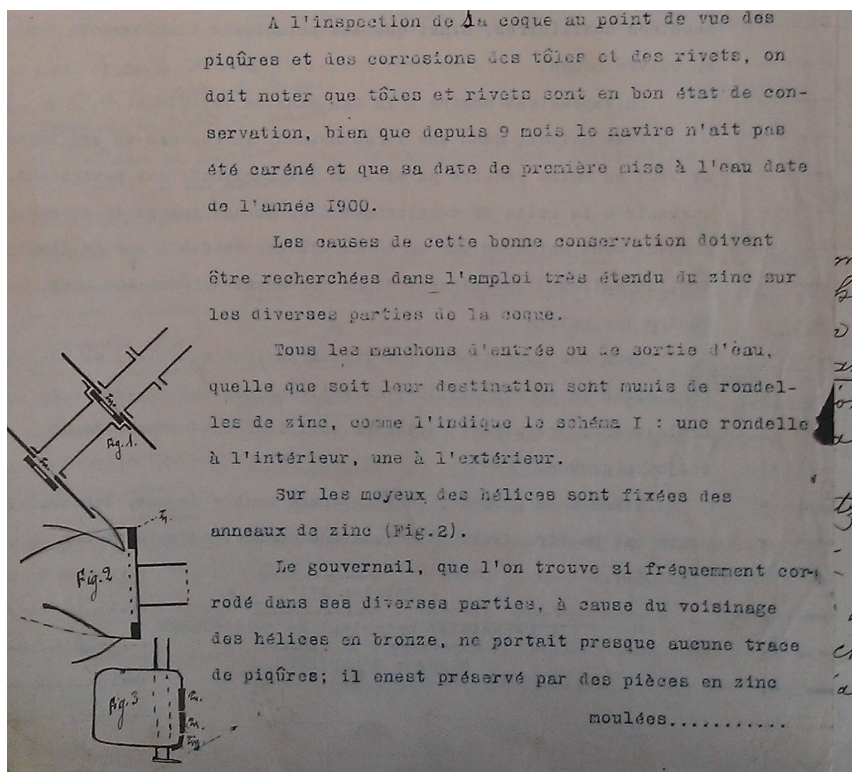 A l'inspection de la coque au point de vue des
piqûres et des corrosions des tôles et des rivets, on
doit noter que tôles et rivets sont en bon état de con-
servation, bien que depuis 9 mois le navire n'ait pas
été caréné et que sa date de première mise à l'eau date
de l'année I900.
Les causes de cette bonne conservation doivent
être recherchées dans l'emploi très étendu du zinc sur
les diverses parties de la coque.
Tous les manchons d'entrée ou de sortie d'eau,
quelle que soit leur destination sont munis de rondel-
les de zinc, comme l'indique le schéma I : une rondelle
à l'intérieur, une à l'extérieur.
Sur les moyeux des hélices sont fixées des
anneaux de zinc (Fig.2).
Le gouvernail, que l'on trouve si fréquemment cor-
rodé dans ses diverses parties, à cause du voisinage
des hélices en bronze, ne portait presque aucune trace
de piqûres; il enest préservé par des pièces en zinc
moulées...........
Zn.
Fig.1.
Zn.
Zn.
Fig.2
Fig.3
Zn.
Zn.
Zn.